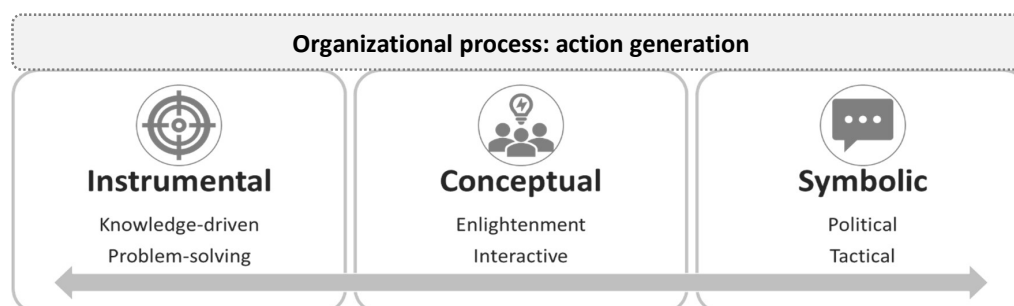 Organizational process: action generation
Instrumental
Knowledge-driven
Problem-solving
Conceptual
Enlightenment
Interactive
Symbolic
Political
Tactical